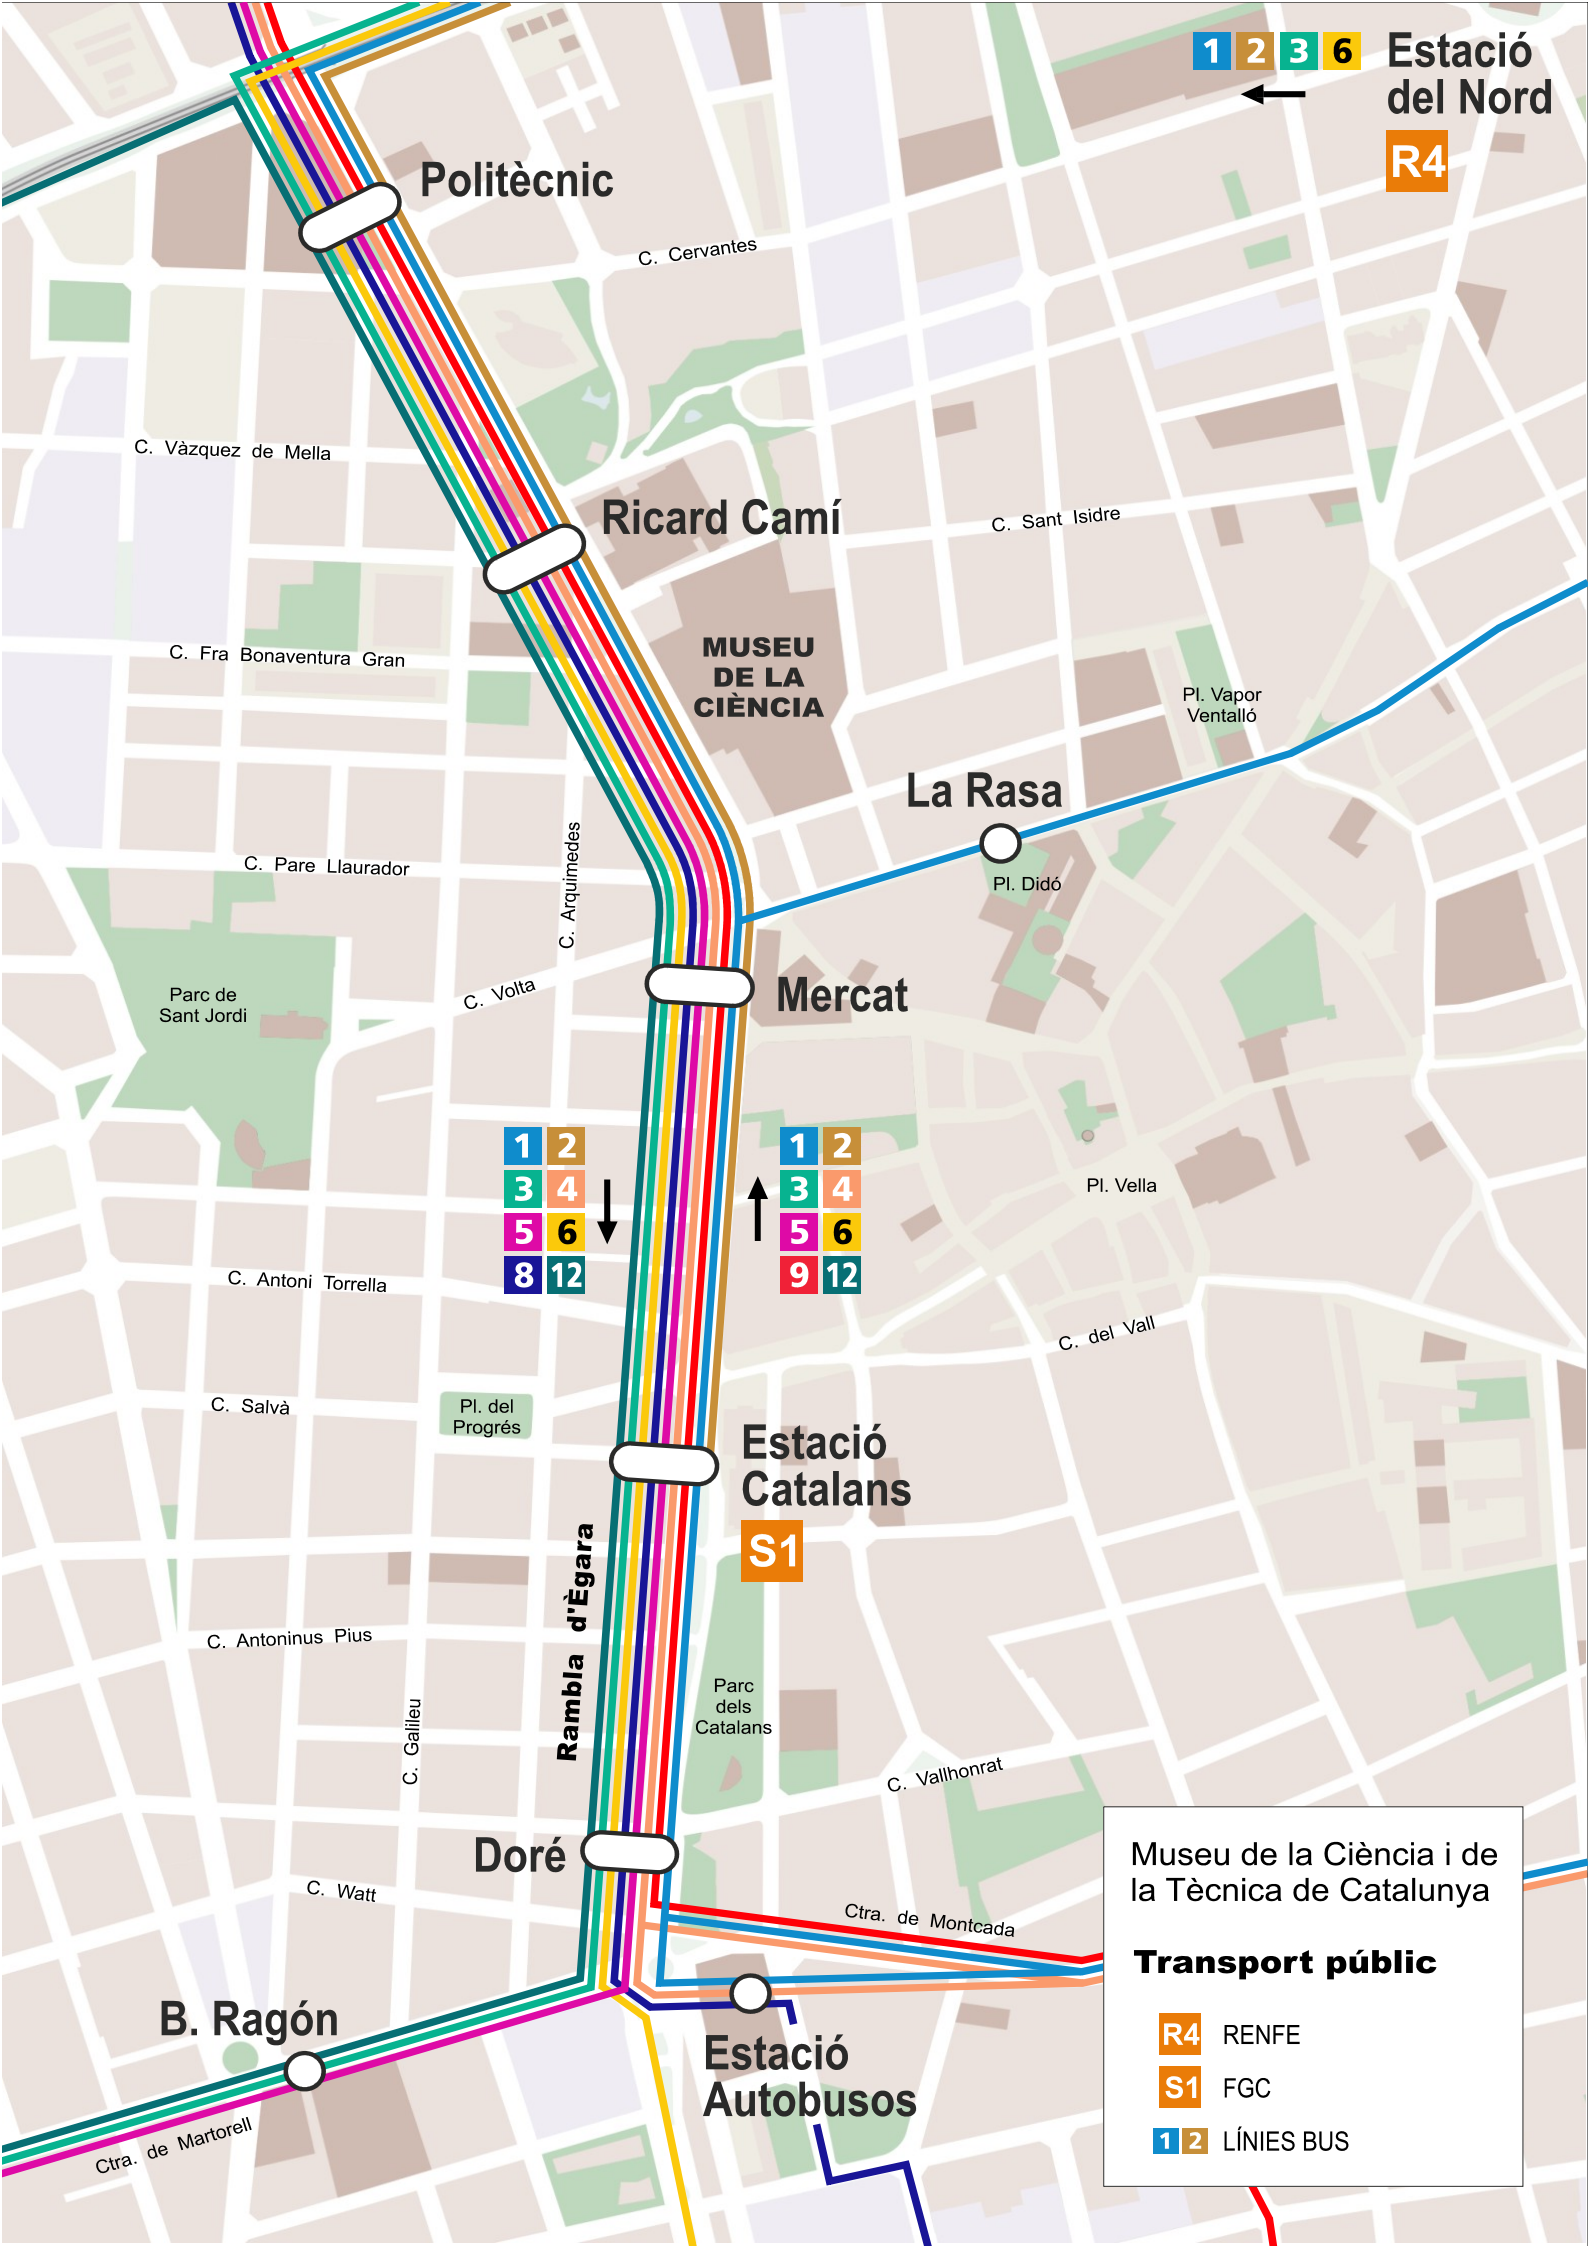 1 2 3 6
Estació
del Nord
R4
Politècnic
C. Cervantes
C. Vàzquez de Mella
Ricard Camí
C. Sant Isidre
MUSEU
DE LA
CIÈNCIA
C. Fra Bonaventura Gran
Pl. Vapor
Ventalló
La Rasa
Pl. Didó
C. Pare Llaurador
C. Arquimedes
C. Volta
Mercat
Parc de
Sant Jordi
1 2
3 4
5 6
8 12
1 2
3 4
5 6
9 12
Pl. Vella
C. Antoni Torrella
C. del Vall
C. Salvà
Pl. del
Progrés
Estació
Catalans
S1
Rambla d'Ègara
C. Antoninus Pius
C. Galileu
Parc
dels
Catalans
C. Vallhonrat
Doré
C. Watt
Ctra. de Montcada
B. Ragón
Ctra. de Martorell
Estació
Autobusos
Museu de la Ciència i de
la Tècnica de Catalunya
Transport públic
R4 RENFE
S1 FGC
1 2 LÍNIES BUS